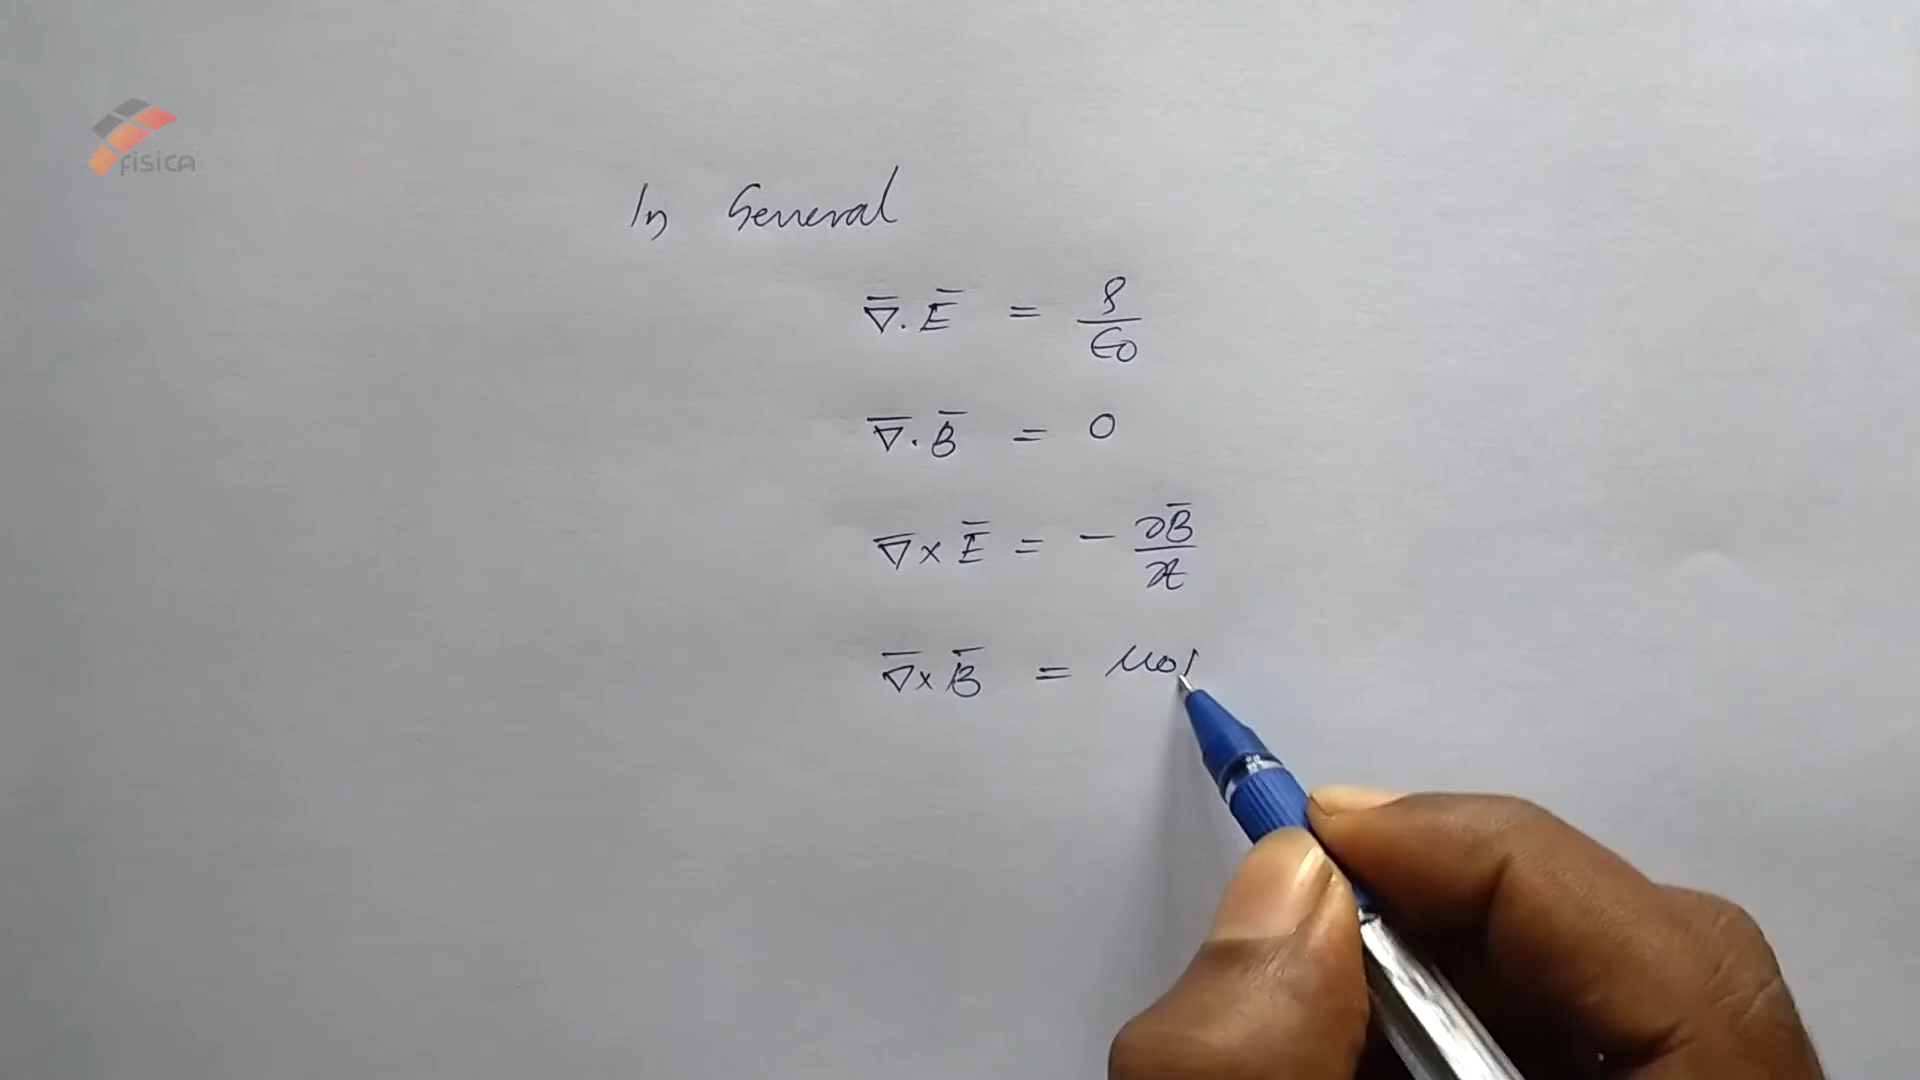 fisica
In General
∇̅.E̅ = ρ/ϵ₀
∇̅.B̅ = 0
∇̅×E̅ = - ∂B̅/∂t
∇̅×B̅ = μ₀